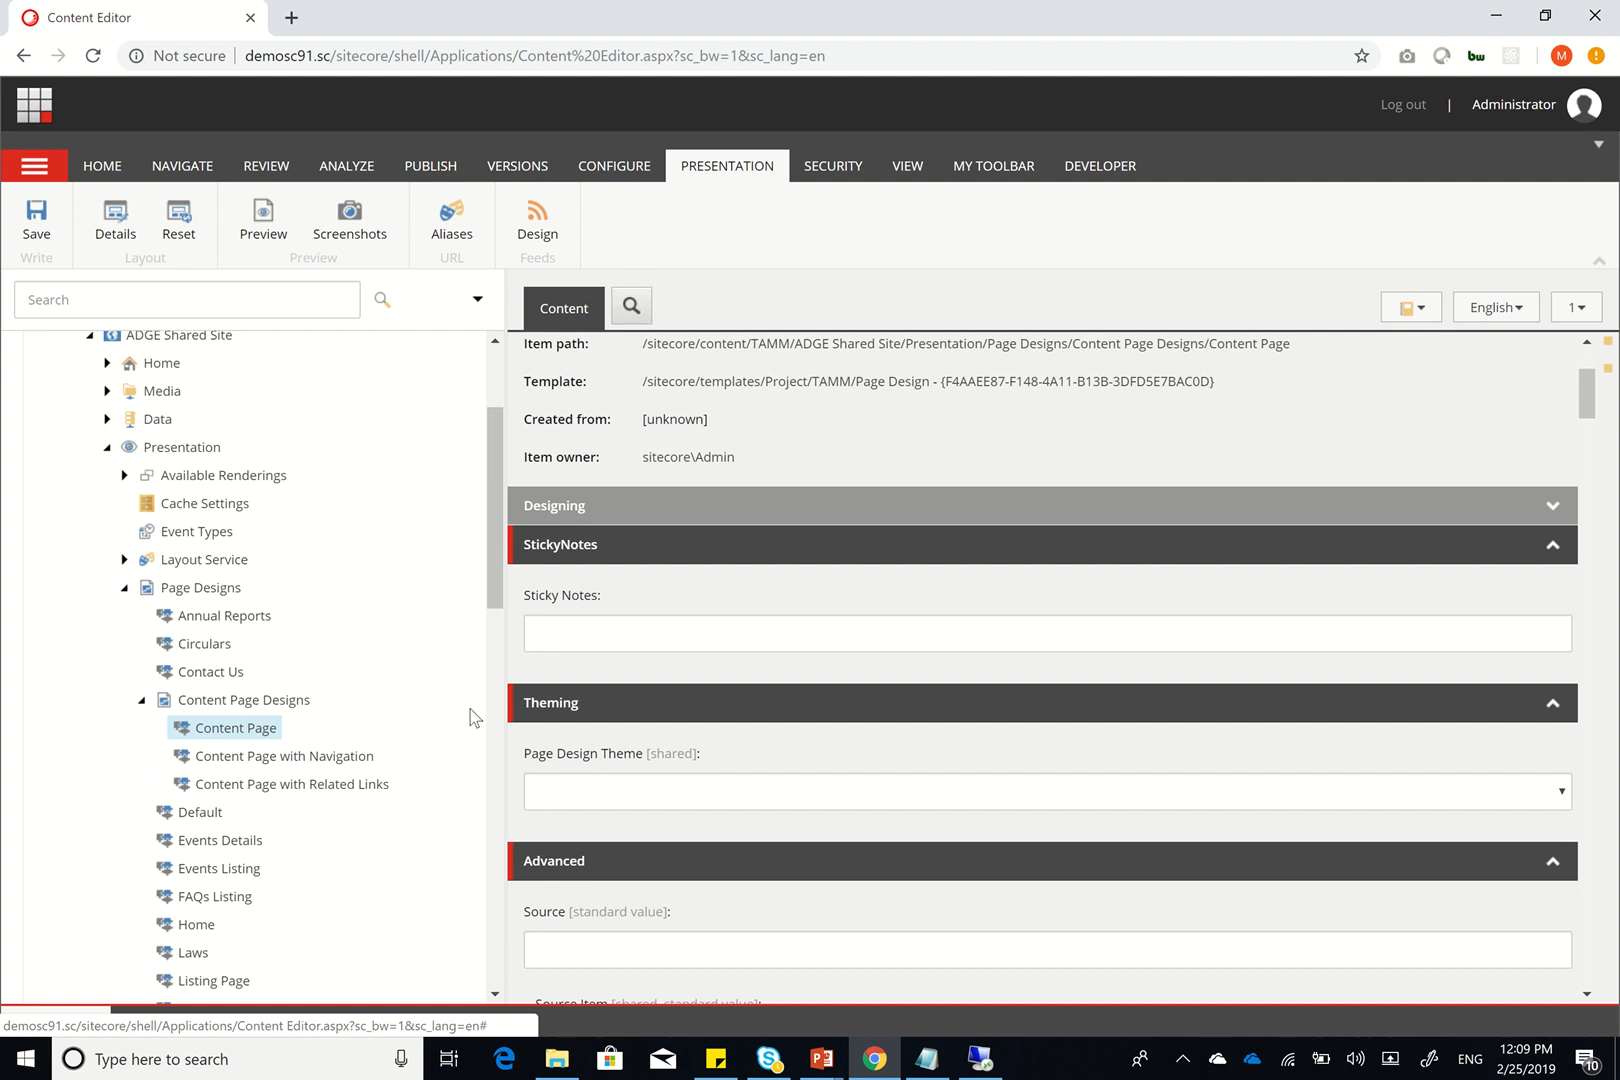 Content Editor
Not secure
demosc91.sc/sitecore/shell/Applications/Content%20Editor.aspx?sc_bw=1&sc_lang=en
bw
M
!
Log out
|
Administrator
HOME
NAVIGATE
REVIEW
ANALYZE
PUBLISH
VERSIONS
CONFIGURE
PRESENTATION
SECURITY
VIEW
MY TOOLBAR
DEVELOPER
Save
Details
Reset
Preview
Screenshots
Aliases
Design
Write
Layout
Preview
URL
Feeds
Search
Content
English
1
ADGE Shared Site
Home
Media
Data
Presentation
Available Renderings
Cache Settings
Event Types
Layout Service
Page Designs
Annual Reports
Circulars
Contact Us
Content Page Designs
Content Page
Content Page with Navigation
Content Page with Related Links
Default
Events Details
Events Listing
FAQs Listing
Home
Laws
Listing Page
Item path: /sitecore/content/TAMM/ADGE Shared Site/Presentation/Page Designs/Content Page Designs/Content Page
Template: /sitecore/templates/Project/TAMM/Page Design - {F4AAEE87-F148-4A11-B13B-3DFD5E7BAC0D}
Created from: [unknown]
Item owner: sitecore\Admin
Designing
StickyNotes
Sticky Notes:
Theming
Page Design Theme [shared]:
Advanced
Source [standard value]:
Source Item [shared, standard value]:
demosc91.sc/sitecore/shell/Applications/Content Editor.aspx?sc_bw=1&sc_lang=en#
Type here to search
ENG
12:09 PM
2/25/2019
10